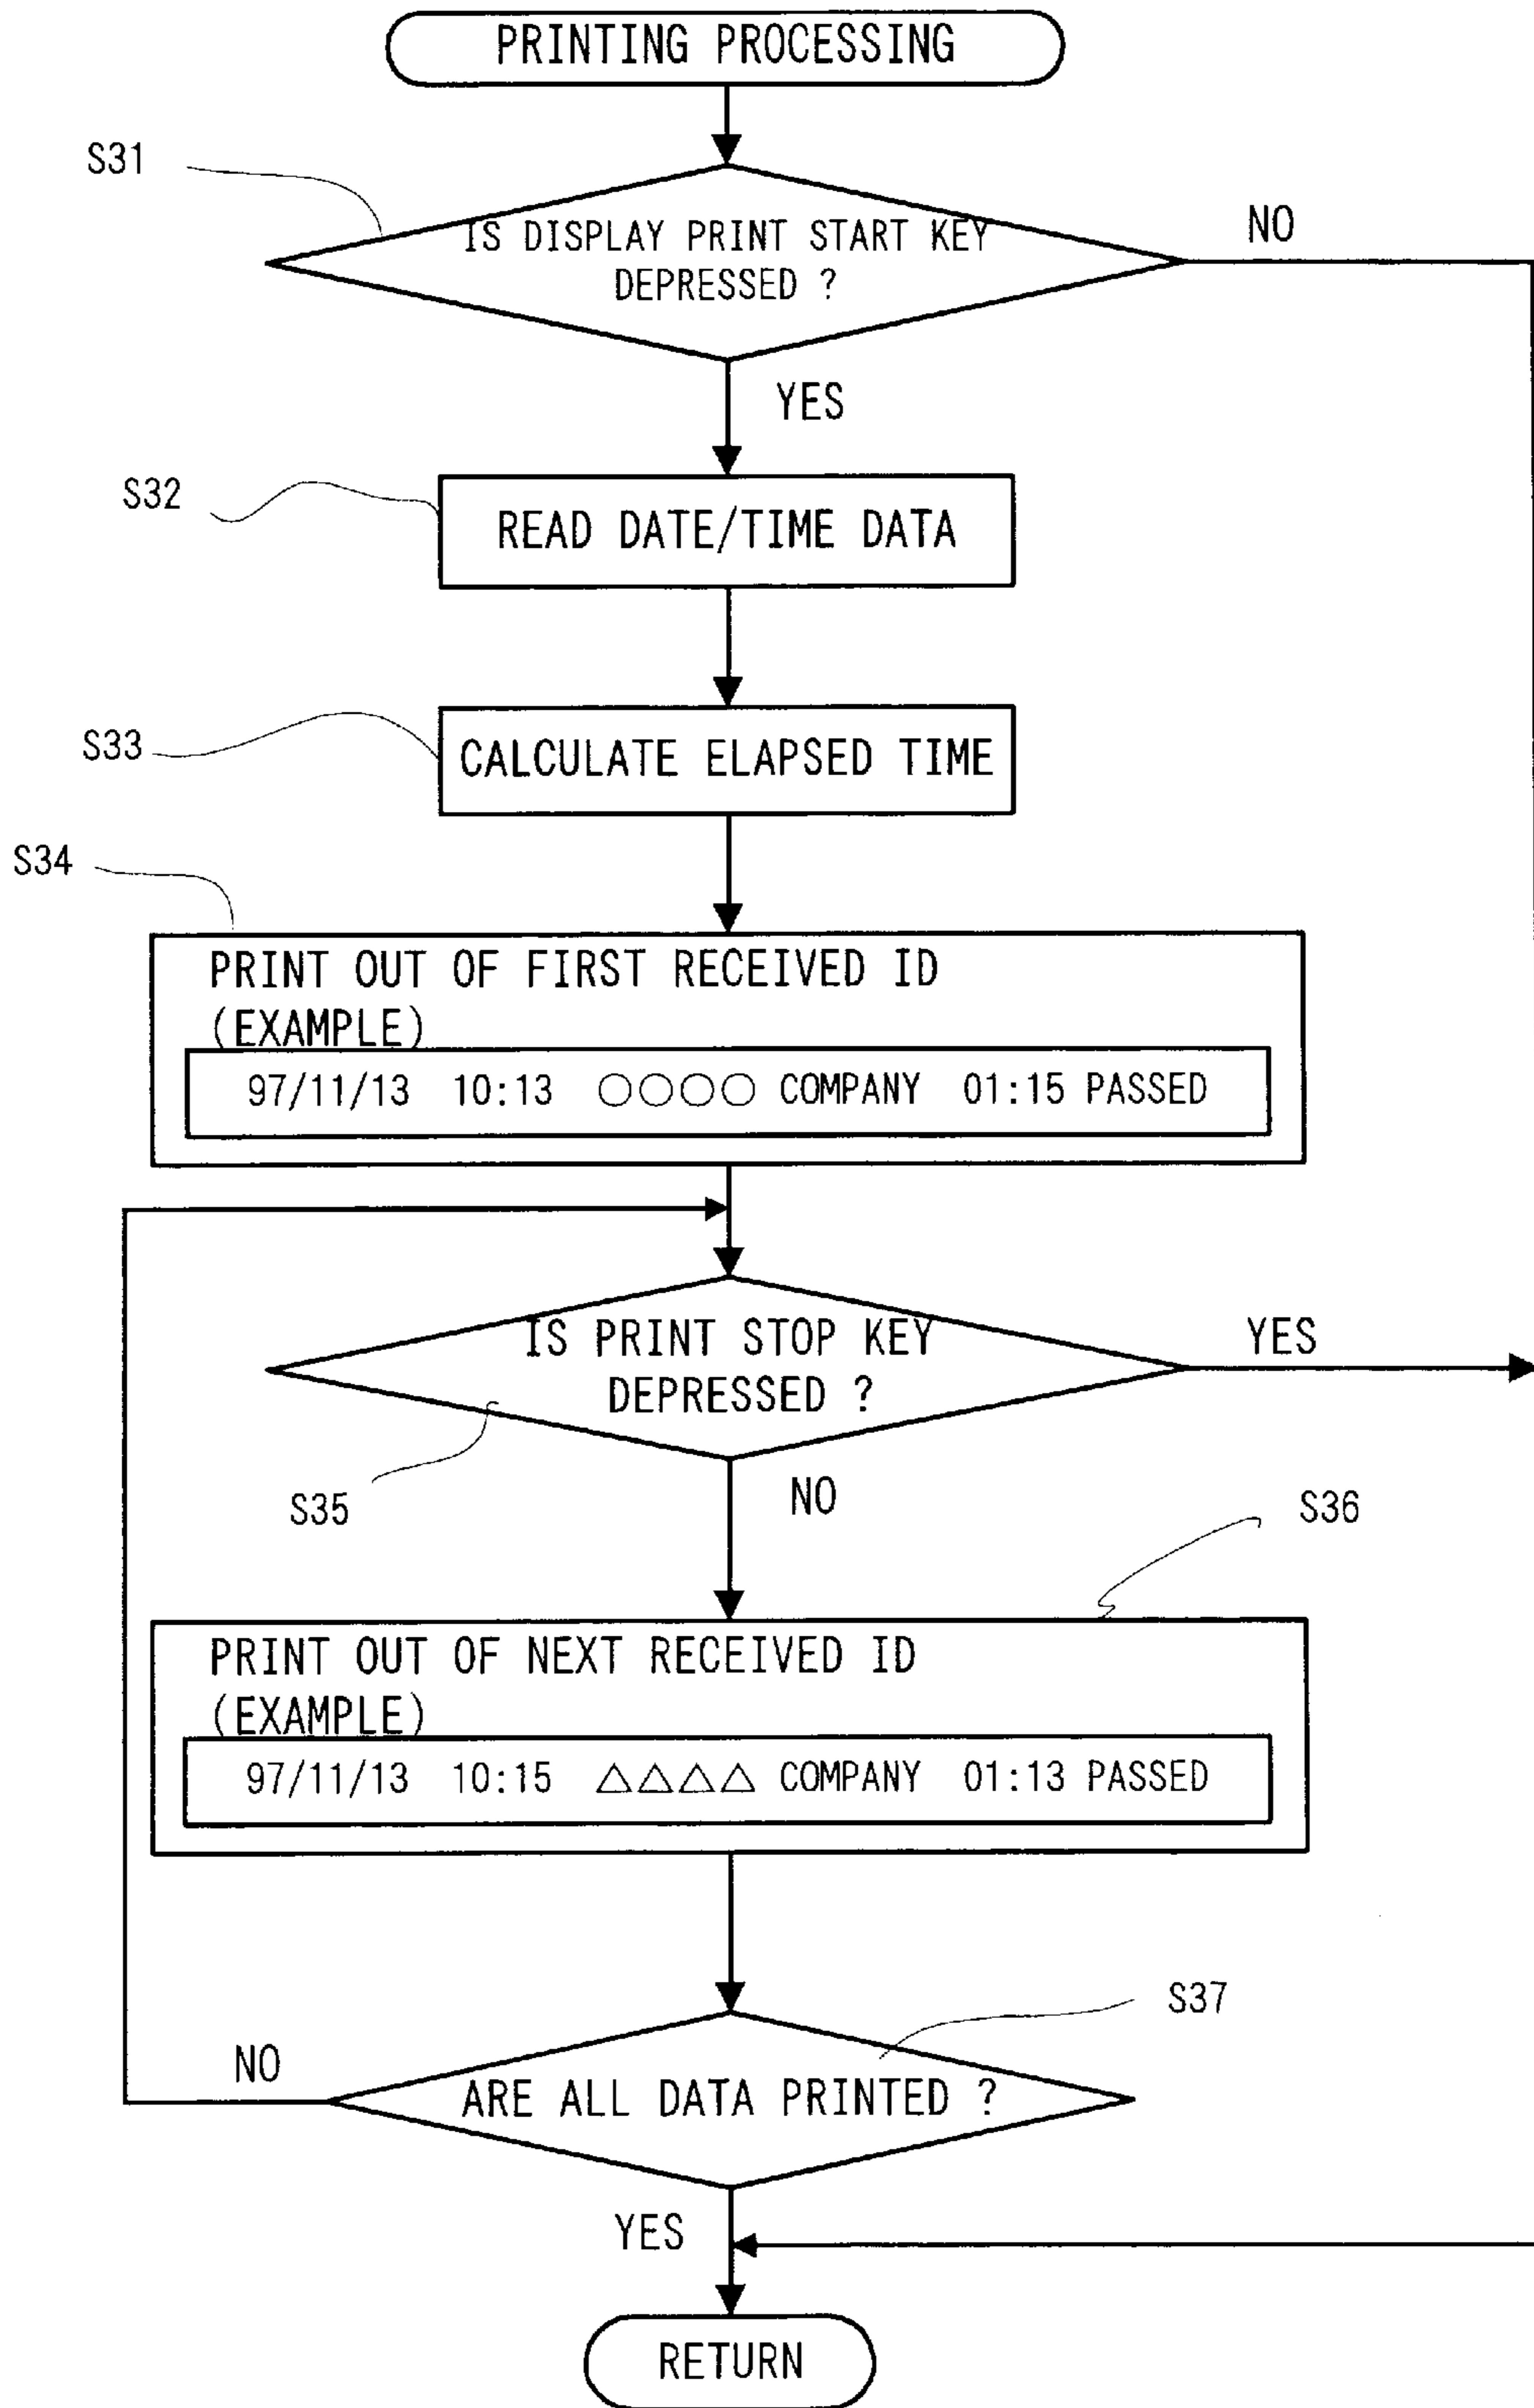 PRINTING PROCESSING
S31
IS DISPLAY PRINT START KEY
DEPRESSED ?
NO
YES
S32
READ DATE/TIME DATA
S33
CALCULATE ELAPSED TIME
S34
PRINT OUT OF FIRST RECEIVED ID
(EXAMPLE)
97/11/13 10:13 ○○○○ COMPANY 01:15 PASSED
IS PRINT STOP KEY
DEPRESSED ?
YES
S35
NO
S36
PRINT OUT OF NEXT RECEIVED ID
(EXAMPLE)
97/11/13 10:15 △△△△ COMPANY 01:13 PASSED
S37
NO
ARE ALL DATA PRINTED ?
YES
RETURN